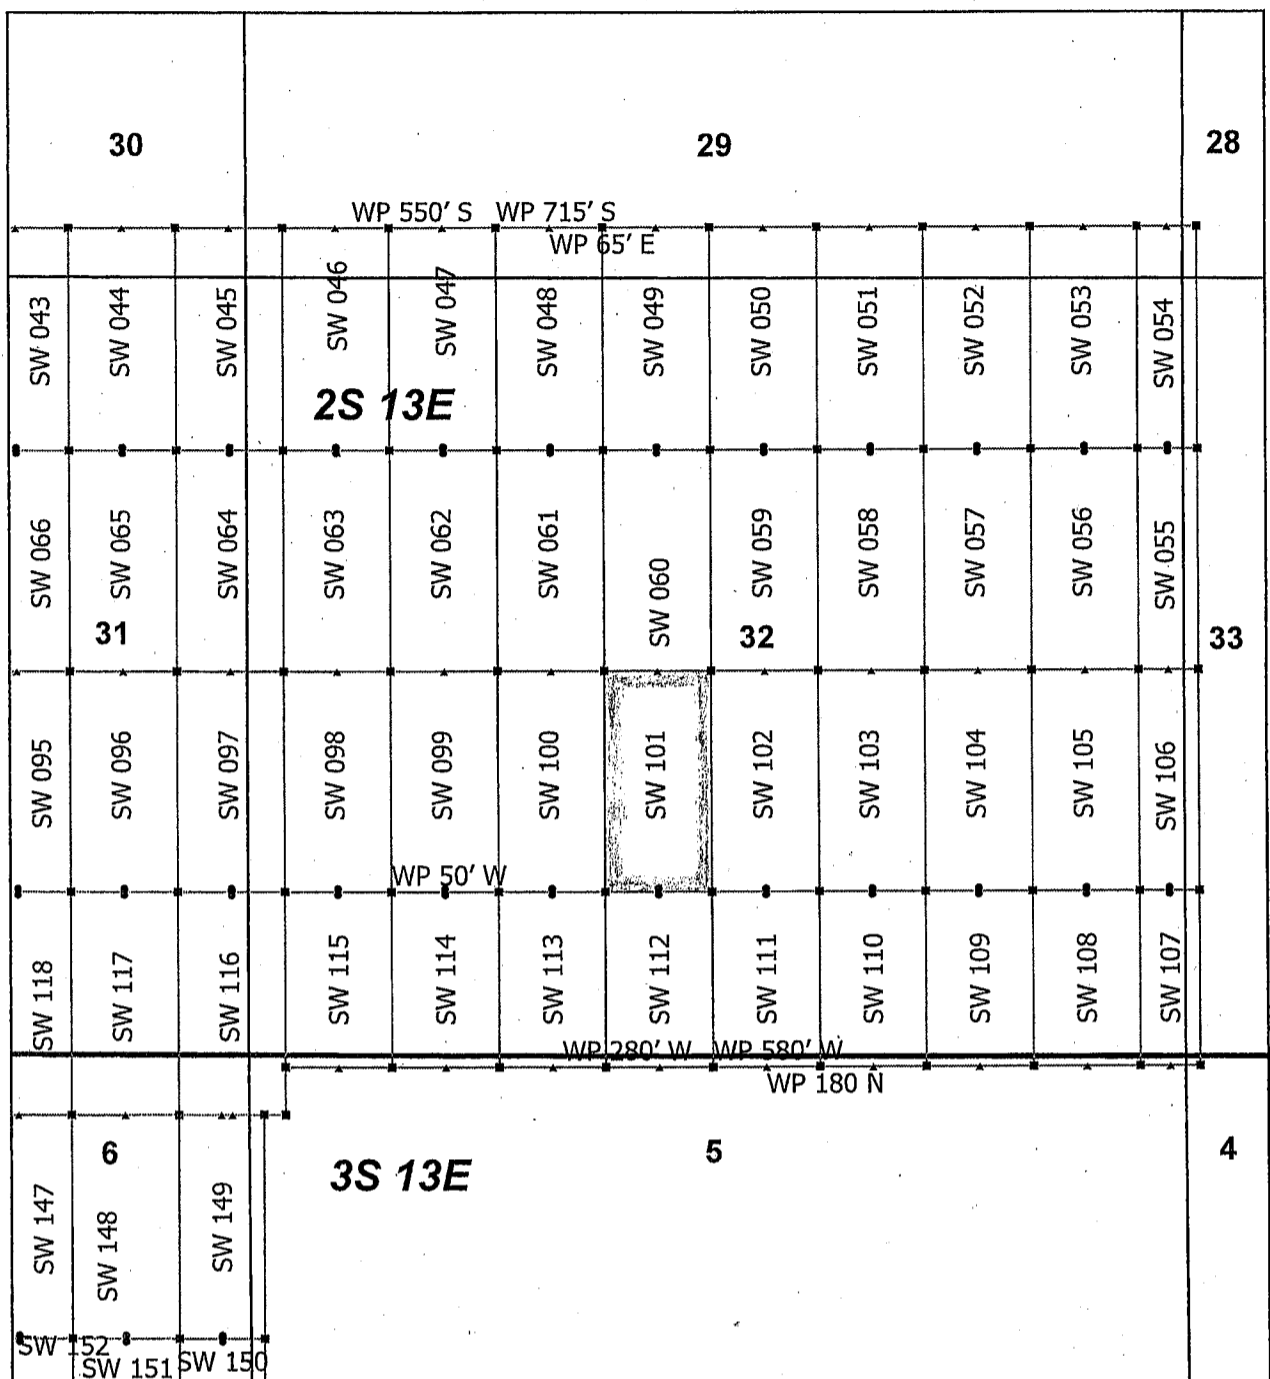 30
29
28
WP 550' S
WP 715' S
WP 65' E
SW 043
SW 044
SW 045
SW 046
SW 047
SW 048
SW 049
SW 050
SW 051
SW 052
SW 053
SW 054
2S 13E
SW 066
SW 065
SW 064
SW 063
SW 062
SW 061
SW 060
SW 059
SW 058
SW 057
SW 056
SW 055
31
32
33
SW 095
SW 096
SW 097
SW 098
SW 099
SW 100
SW 101
SW 102
SW 103
SW 104
SW 105
SW 106
WP 50' W
SW 118
SW 117
SW 116
SW 115
SW 114
SW 113
SW 112
SW 111
SW 110
SW 109
SW 108
SW 107
WP 280' W
WP 580' W
WP 180 N
6
3S 13E
5
4
SW 147
SW 148
SW 149
SW 152
SW 151
SW 150